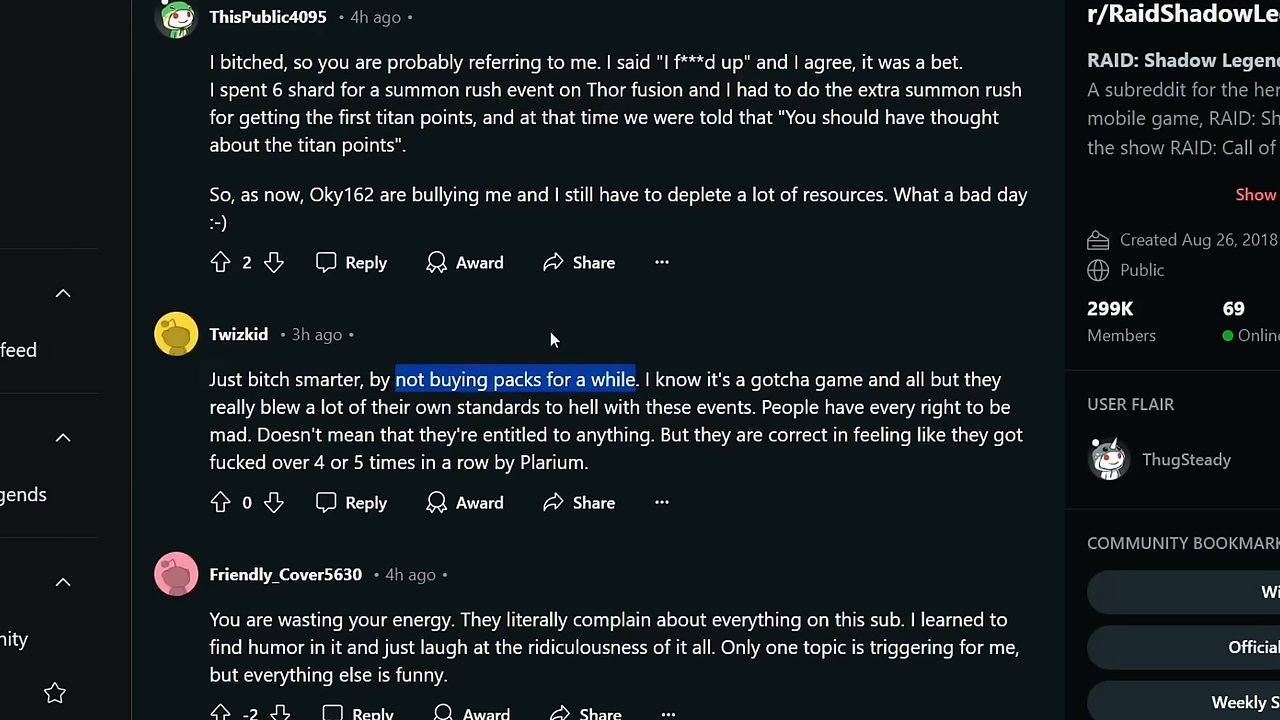 ThisPublic4095 • 4h ago •
r/RaidShadowLe
I bitched, so you are probably referring to me. I said "I f***d up" and I agree, it was a bet.
I spent 6 shard for a summon rush event on Thor fusion and I had to do the extra summon rush
for getting the first titan points, and at that time we were told that "You should have thought
about the titan points".
RAID: Shadow Legend
A subreddit for the her
mobile game, RAID: Sh
the show RAID: Call of
So, as now, Oky162 are bullying me and I still have to deplete a lot of resources. What a bad day
:-)
Show
2 Reply Award Share ...
Created Aug 26, 2018
Public
299K 69
Members Onlin
feed
Twizkid • 3h ago •
Just bitch smarter, by not buying packs for a while. I know it's a gotcha game and all but they
really blew a lot of their own standards to hell with these events. People have every right to be
mad. Doesn't mean that they're entitled to anything. But they are correct in feeling like they got
fucked over 4 or 5 times in a row by Plarium.
USER FLAIR
ThugSteady
gends
0 Reply Award Share ...
COMMUNITY BOOKMARK
Friendly_Cover5630 • 4h ago •
You are wasting your energy. They literally complain about everything on this sub. I learned to
find humor in it and just laugh at the ridiculousness of it all. Only one topic is triggering for me,
but everything else is funny.
Wi
Official
Weekly S
nity
-2 Reply Award Share ...